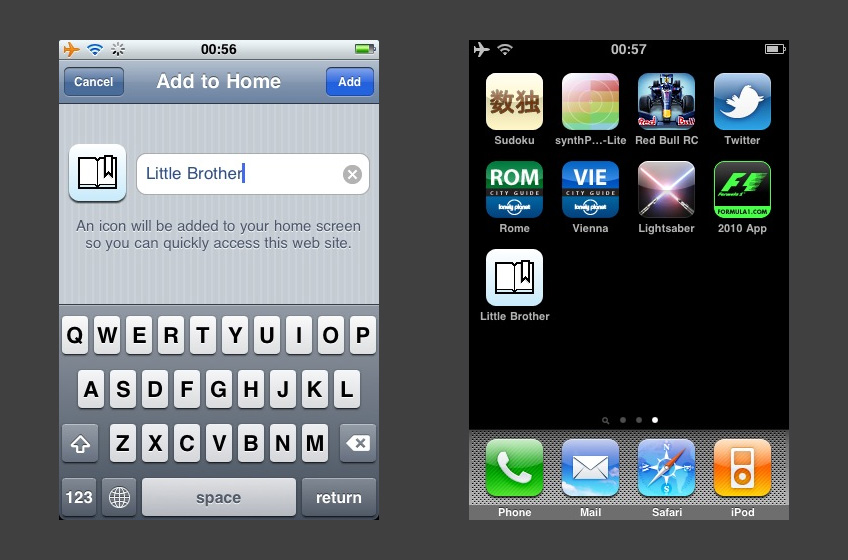 00:56
Cancel
Add to Home
Add
Little Brother
An icon will be added to your home screen
so you can quickly access this web site.
Q W E R T Y U I O P
A S D F G H J K L
Z X C V B N M
123
space
return
00:57
数独
Red Bull
Sudoku
synthP...-Lite
Red Bull RC
Twitter
ROM
CITY GUIDE
lonely planet
VIE
CITY GUIDE
lonely planet
F1
Formula 1
FORMULA1.COM
Rome
Vienna
Lightsaber
2010 App
Little Brother
N
S
Phone
Mail
Safari
iPod